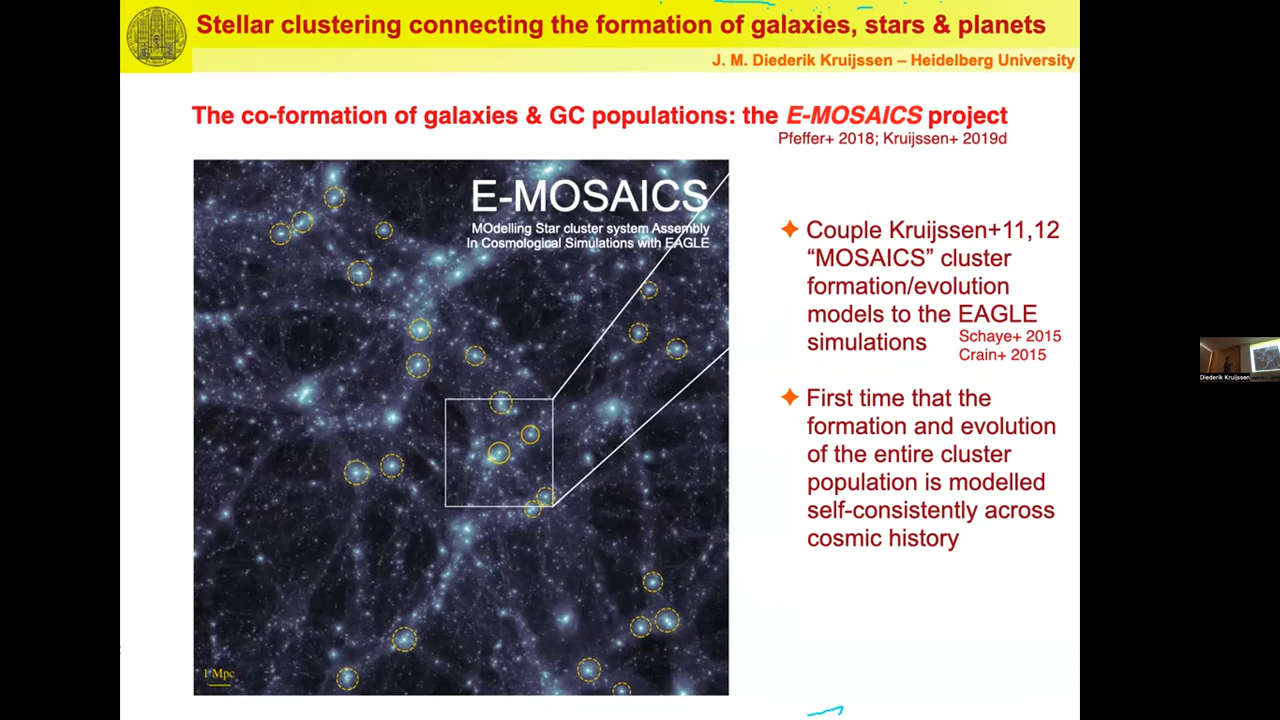 Stellar clustering connecting the formation of galaxies, stars & planets
J. M. Diederik Kruijssen – Heidelberg University
The co-formation of galaxies & GC populations: the E-MOSAICS project
Pfeffer+ 2018; Kruijssen+ 2019d
E-MOSAICS
MOdelling Star cluster system Assembly
In Cosmological Simulations with EAGLE
1 Mpc
✦ Couple Kruijssen+11,12
“MOSAICS” cluster
formation/evolution
models to the EAGLE
simulations
Schaye+ 2015
Crain+ 2015
✦ First time that the
formation and evolution
of the entire cluster
population is modelled
self-consistently across
cosmic history
Diederik Kruijssen